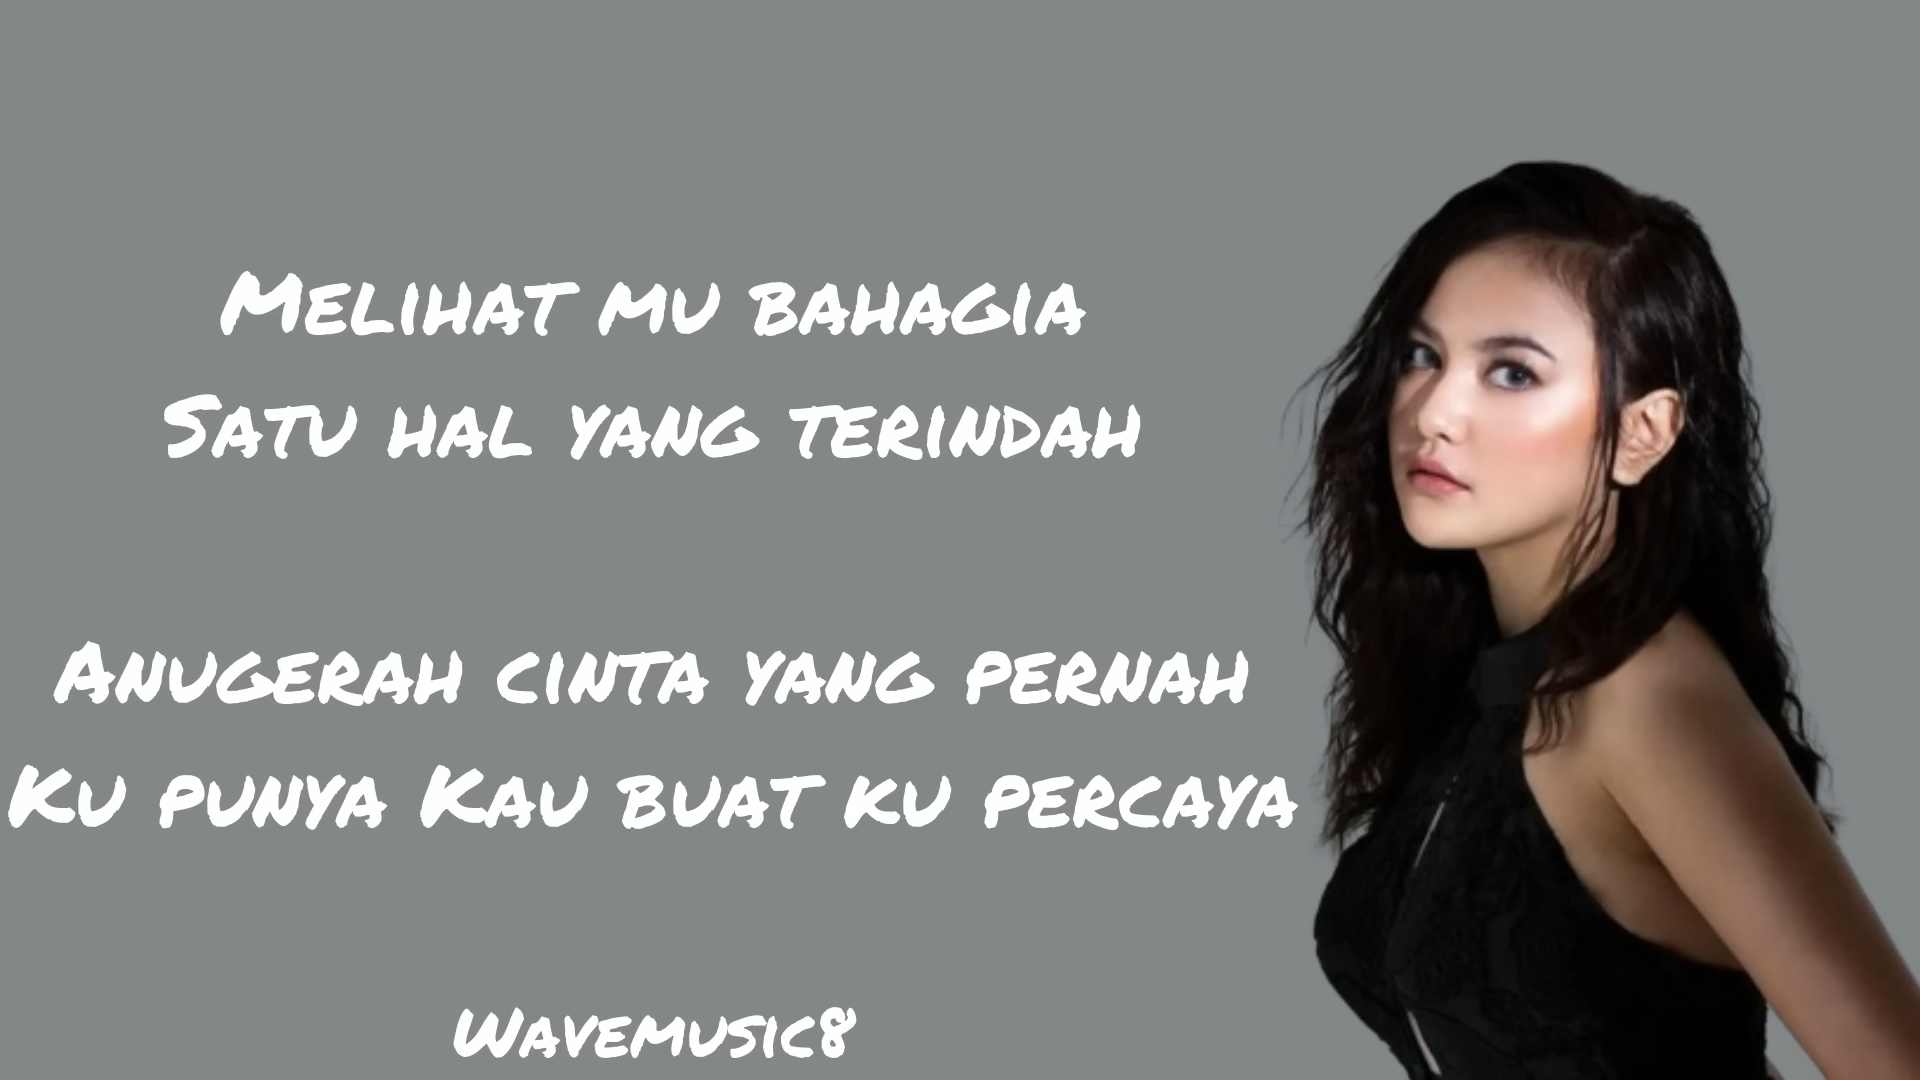 Melihat mu bahagia
Satu hal yang terindah
Anugerah cinta yang pernah
Ku punya Kau buat ku percaya
Wavemusic8